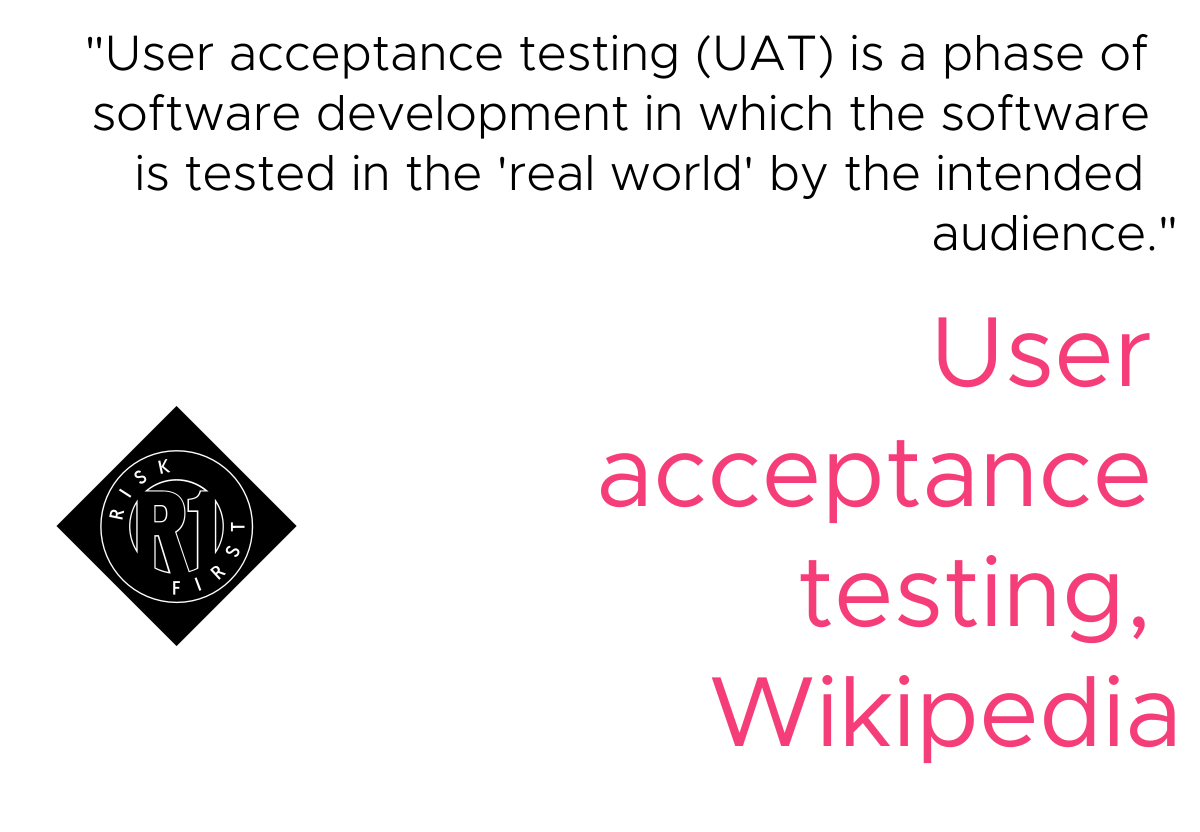 "User acceptance testing (UAT) is a phase of
software development in which the software
is tested in the 'real world' by the intended
audience."
User
acceptance
testing,
Wikipedia
RISK
R1
FIRST